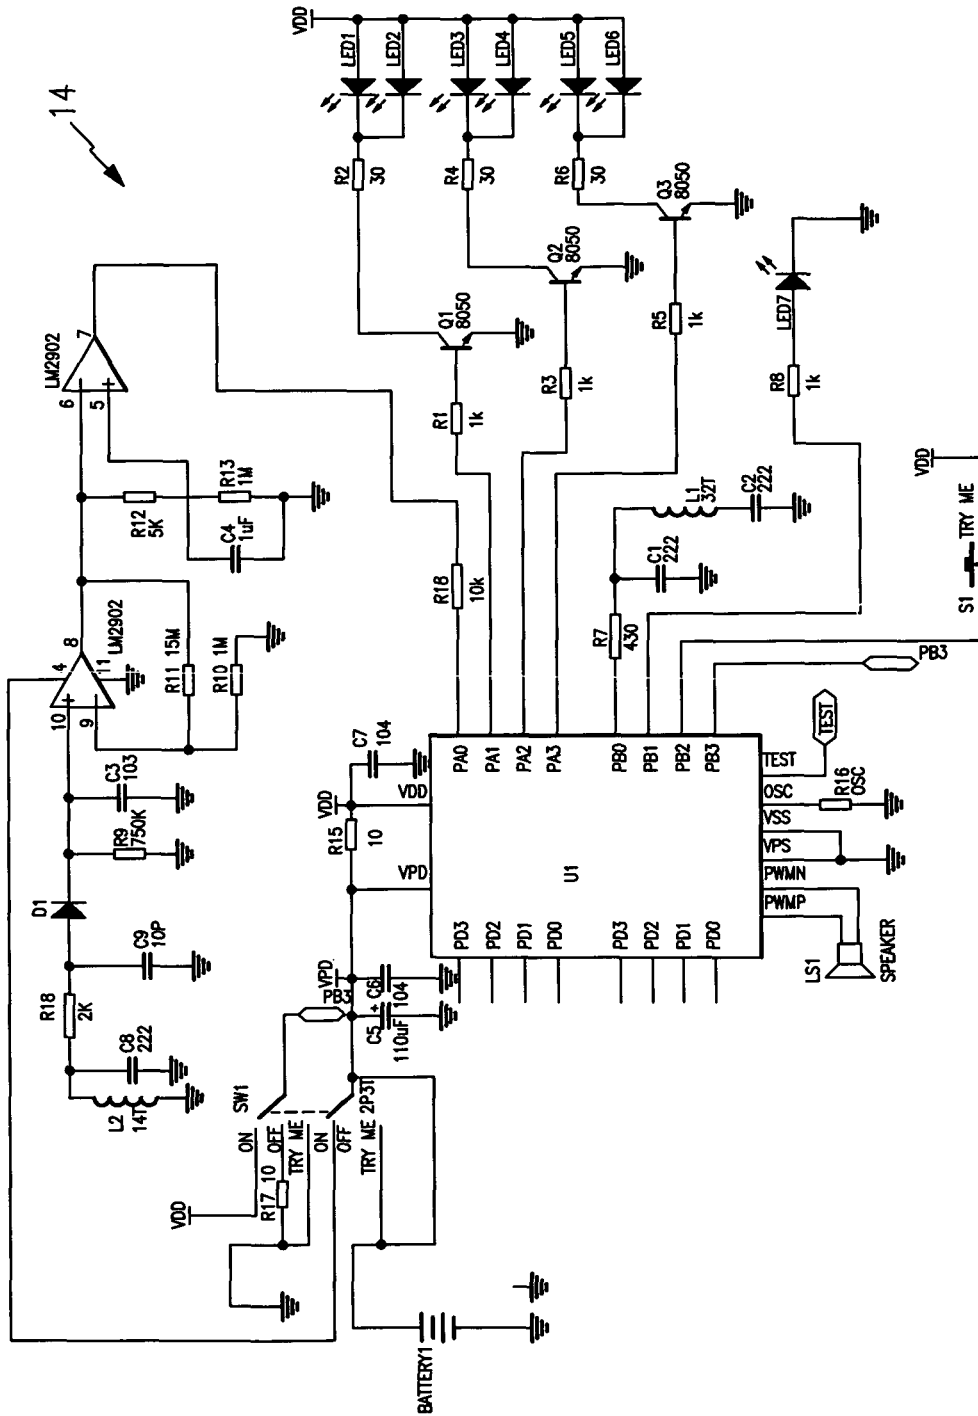 14
VDD
LED1
LED2
LED3
LED4
LED5
LED6
R2
30
R4
30
R6
30
Q1
8050
Q2
8050
Q3
8050
R1
1k
R3
1k
R5
1k
LED7
R8
1k
LM2902
6
5
7
R12
5K
R13
1M
C4
1uF
R18
10k
L1
32T
C1
222
C2
222
R7
430
VDD
S1
TRY ME
PB3
LM2902
10
9
4
11
8
R11 15M
R10 1M
C3
103
R9
750K
D1
C9
10P
R18
2K
C8
222
L2
14T
C7
104
VDD
R15
10
VPD
PB3
C6
104
C5
+
110uF
SW1
2P3T
ON
OFF
TRY ME
ON
OFF
TRY ME
R17 10
VDD
BATTERY1
U1
VDD
VPD
PA0
PA1
PA2
PA3
PB0
PB1
PB2
PB3
PD3
PD2
PD1
PD0
PD3
PD2
PD1
PD0
TEST
OSC
VSS
VPS
PWMN
PWMP
TEST
R16
OSC
LS1
SPEAKER